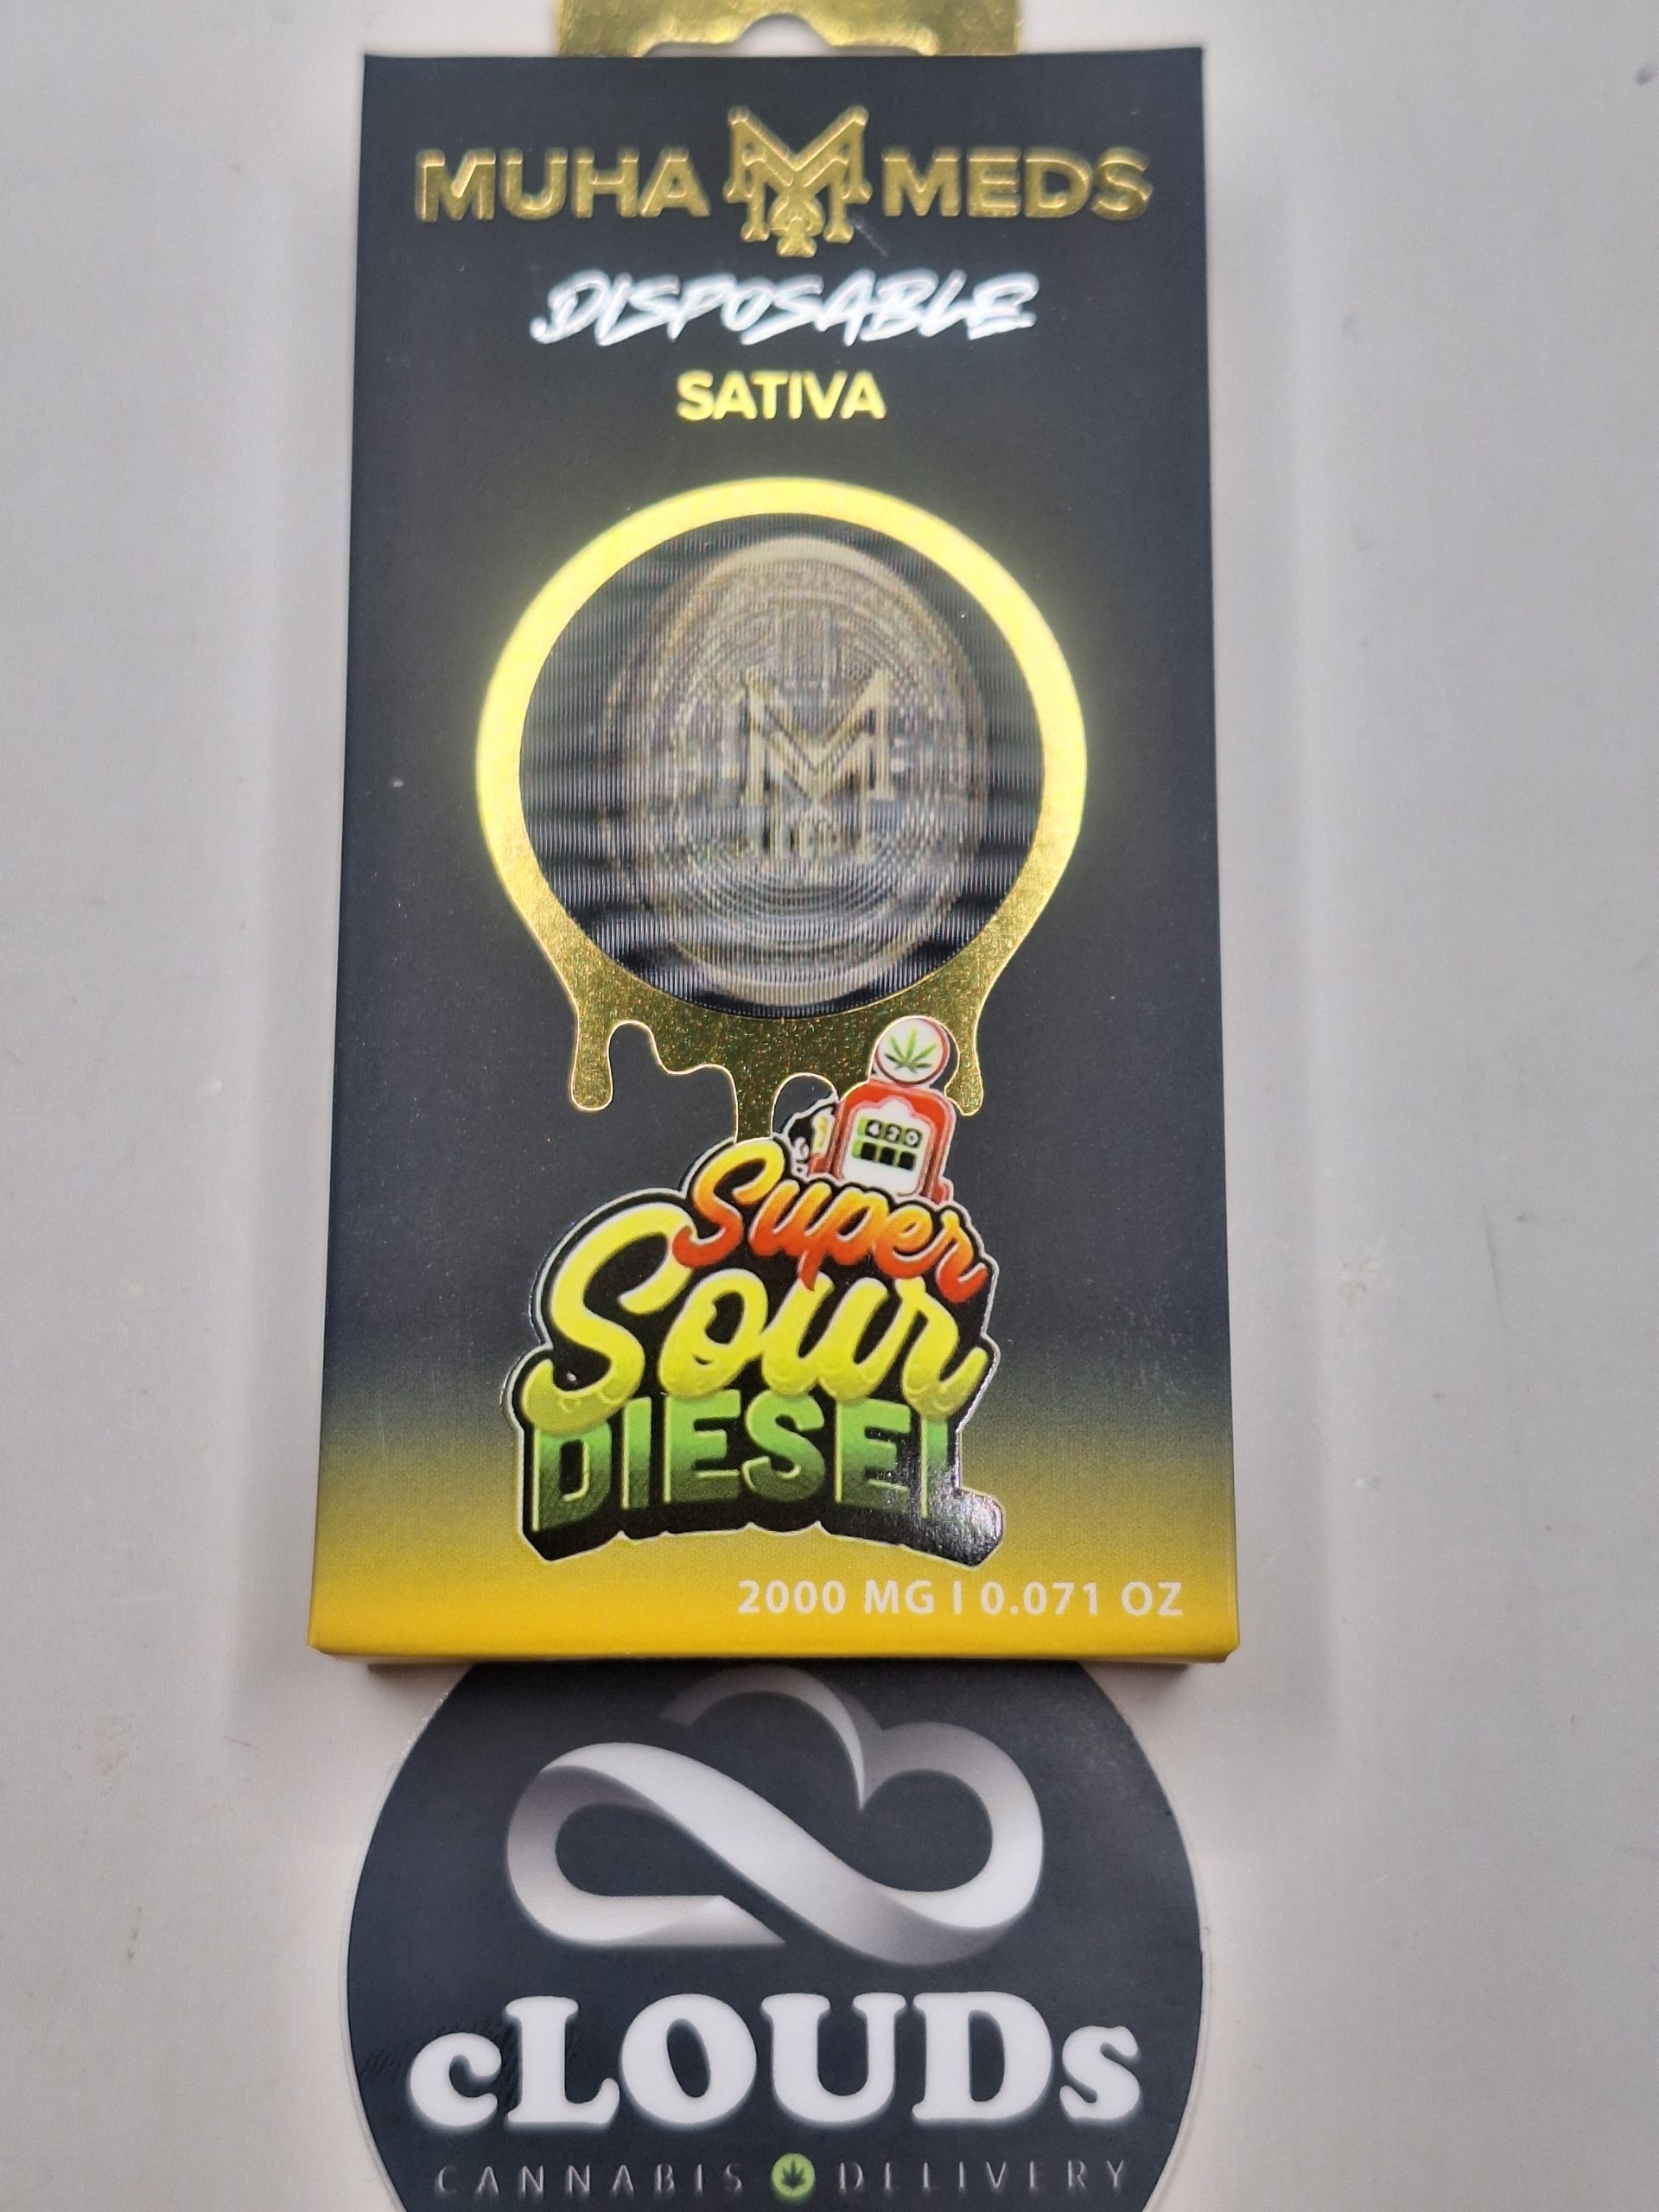 MUHA MEDS
DISPOSABLE
SATIVA
420
Super
Sour
DIESEL
2000 MG | 0.071 OZ
cLOUDs
CANNABIS DELIVERY